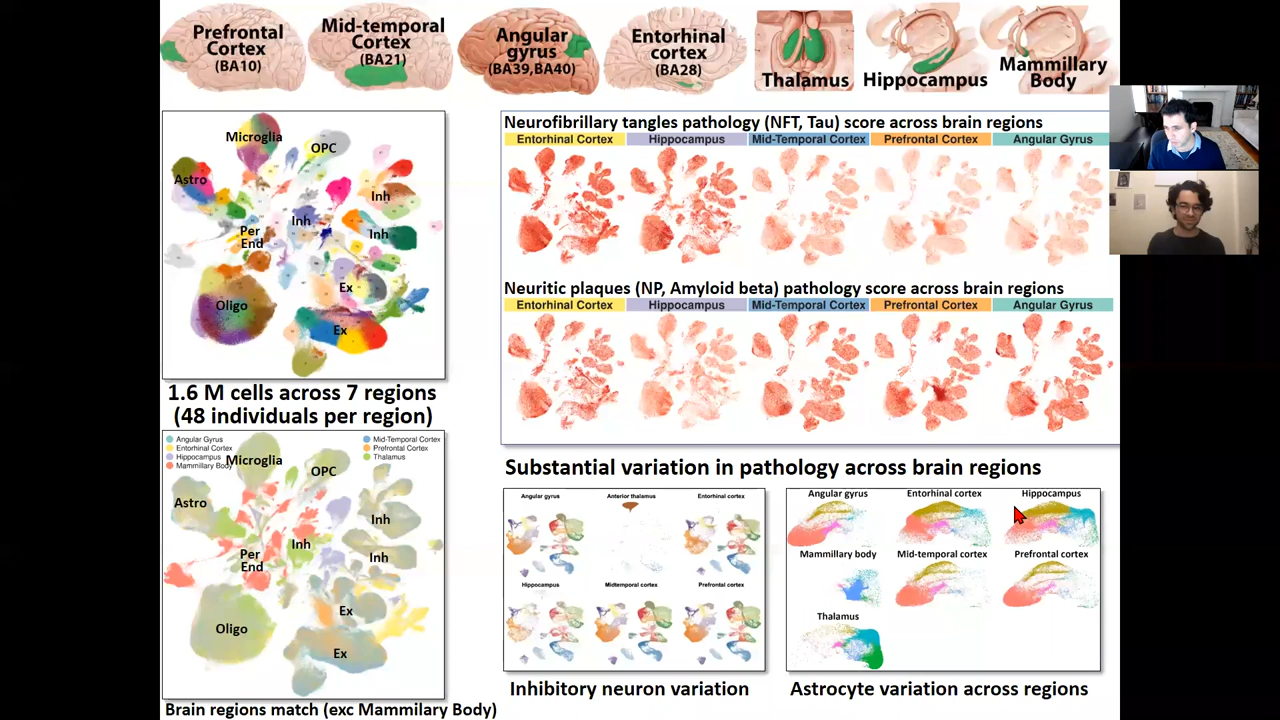 Prefrontal
Cortex
(BA10)
Mid-temporal
Cortex
(BA21)
Angular
gyrus
(BA39,BA40)
Entorhinal
cortex
(BA28)
Thalamus
Hippocampus
Mammillary
Body
Microglia
OPC
Astro
Inh
Inh
Per
End
Inh
Ex
Oligo
Ex
1.6 M cells across 7 regions
(48 individuals per region)
Angular Gyrus
Entorhinal Cortex
Hippocampus
Mammillary Body
Mid-Temporal Cortex
Prefrontal Cortex
Thalamus
Microglia
OPC
Astro
Inh
Inh
Per
End
Inh
Ex
Oligo
Ex
Brain regions match (exc Mammilary Body)
Neurofibrillary tangles pathology (NFT, Tau) score across brain regions
Entorhinal Cortex Hippocampus Mid-Temporal Cortex Prefrontal Cortex Angular Gyrus
Neuritic plaques (NP, Amyloid beta) pathology score across brain regions
Entorhinal Cortex Hippocampus Mid-Temporal Cortex Prefrontal Cortex Angular Gyrus
Substantial variation in pathology across brain regions
Angular gyrus Anterior thalamus Entorhinal cortex
Hippocampus Midtemporal cortex Prefrontal cortex
Inhibitory neuron variation
Angular gyrus Entorhinal cortex Hippocampus
Mammillary body Mid-temporal cortex Prefrontal cortex
Thalamus
Astrocyte variation across regions